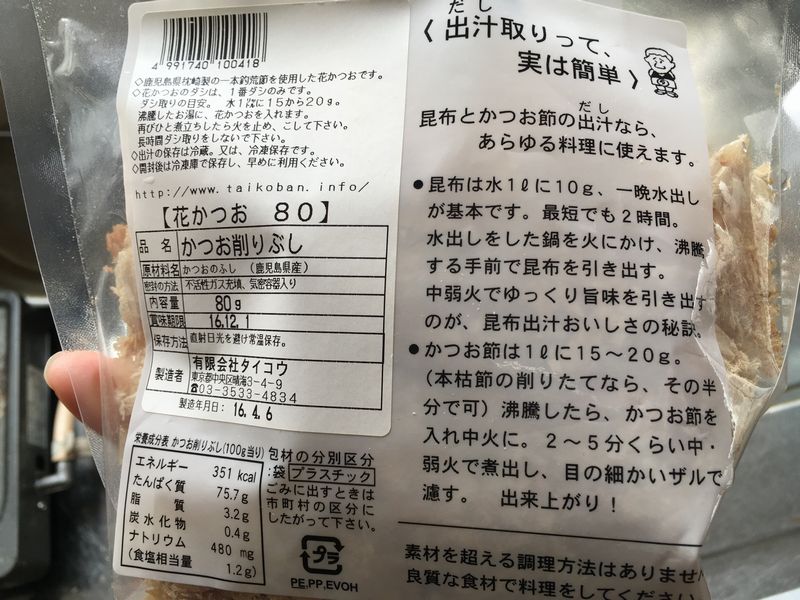 4 991740 100418
◇鹿児島県枕崎製の一本釣荒節を使用した花かつおです。
◇花かつおのダシは、1番ダシのみです。
ダシ取りの目安。 水1㍑に15から20g。
沸騰したお湯に、花かつおを入れます。
再びひと煮立ちしたら火を止め、こして下さい。
長時間ダシ取りをしないで下さい。
◇出汁の保存は冷蔵。又は、冷凍保存です。
◇開封後は冷凍庫で保存し、早めに利用ください。
http://www.taikoban.info/
【花かつお 80】
品 名 かつお削りぶし
原材料名 かつおのふし (鹿児島県産)
密封の方法 不活性ガス充填、気密容器入り
内容量 80g
賞味期限 16.12.1
保存方法 直射日光を避け常温保存。
製造者 有限会社タイコウ
東京都中央区晴海3-4-9
☎03-3533-4834
製造年月日: 16.4.6
栄養成分表 かつお削りぶし(100g当り)
エネルギー 351 kcal
たんぱく質 75.7g
脂 質 3.2g
炭水化物 0.4g
ナトリウム 480 mg
(食塩相当量 1.2g)
包材の分別区分
:袋 プラスチック
ごみに出すときは
市町村の区分に
したがって下さい。
プラ
PE,PP,EVOH
だし
〈出汁取りって、
実は簡単〉
だし
昆布とかつお節の出汁なら、
あらゆる料理に使えます。
●昆布は水1ℓに10g、一晩水出し
が基本です。最短でも2時間。
水出しをした鍋を火にかけ、沸騰
する手前で昆布を引き出す。
中弱火でゆっくり旨味を引き出す
のが、昆布出汁おいしさの秘訣。
●かつお節は1ℓに15〜20g。
(本枯節の削りたてなら、その半
分で可)沸騰したら、かつお節を
入れ中火に。2〜5分くらい中・
弱火で煮出し、目の細かいザルで
濾す。 出来上がり!
素材を超える調理方法はありませ
良質な食材で料理をしてください